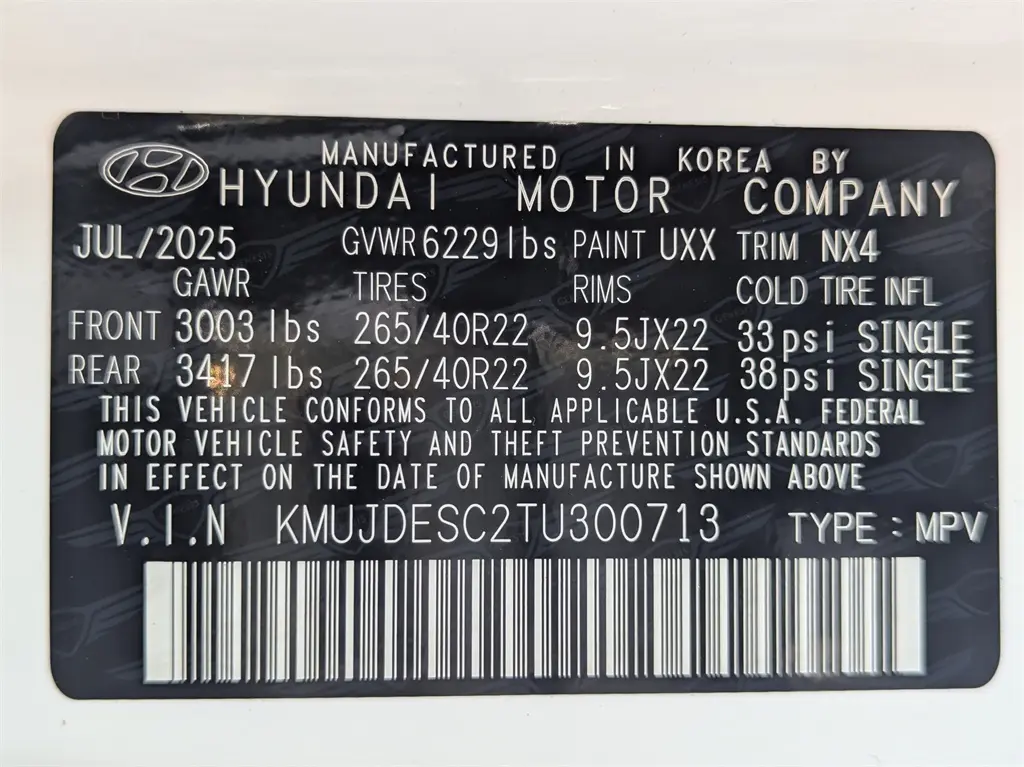 MANUFACTURED IN KOREA BY
HYUNDAI MOTOR COMPANY
JUL/2025 GVWR 6229lbs PAINT UXX TRIM NX4
GAWR TIRES RIMS COLD TIRE INFL
FRONT 3003 lbs 265/40R22 9.5JX22 33psi SINGLE
REAR 3417 lbs 265/40R22 9.5JX22 38psi SINGLE
THIS VEHICLE CONFORMS TO ALL APPLICABLE U.S.A. FEDERAL
MOTOR VEHICLE SAFETY AND THEFT PREVENTION STANDARDS
IN EFFECT ON THE DATE OF MANUFACTURE SHOWN ABOVE
V.I.N KMUJDESC2TU300713 TYPE : MPV